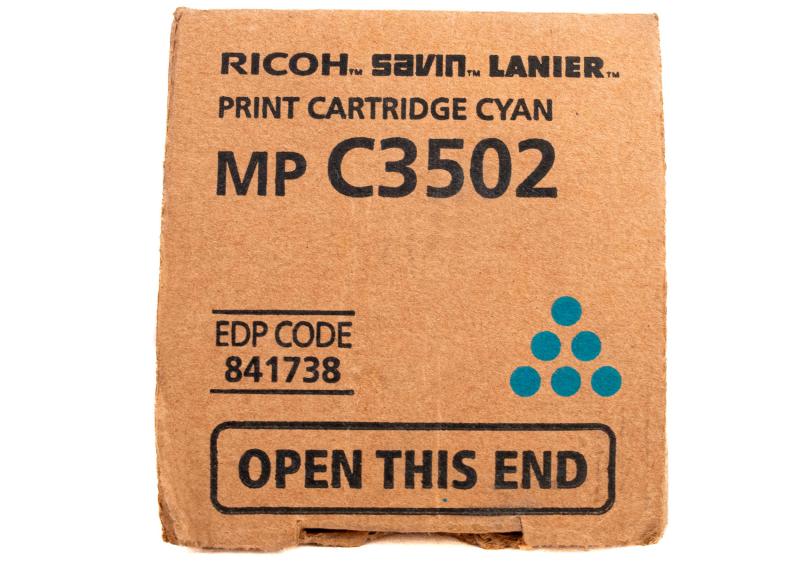 RICOH™ savin™ LANIER™
PRINT CARTRIDGE CYAN
MP C3502
EDP CODE
841738
OPEN THIS END